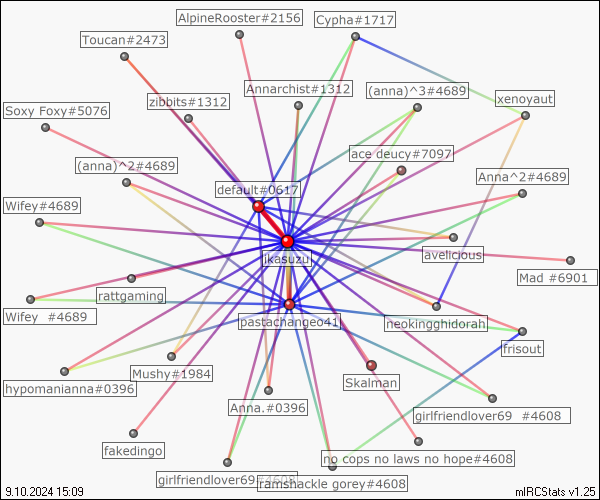 AlpineRooster#2156
Cypha#1717
Toucan#2473
Annarchist#1312
(anna)^3#4689
xenoyaut
zibbits#1312
Soxy Foxy#5076
ace deucy#7097
(anna)^2#4689
Anna^2#4689
default#0617
Wifey#4689
jkasuzu
avelicious
Mad #6901
rattgaming
Wifey #4689
pastachangeo41
neokingghidorah
frisout
Mushy#1984
Skalman
hypomanianna#0396
Anna.#0396
girlfriendlover69 #4608
fakedingo
no cops no laws no hope#4608
girlfriendlover69#4608
ramshackle gorey#4608
9.10.2024 15:09
mIRCStats v1.25